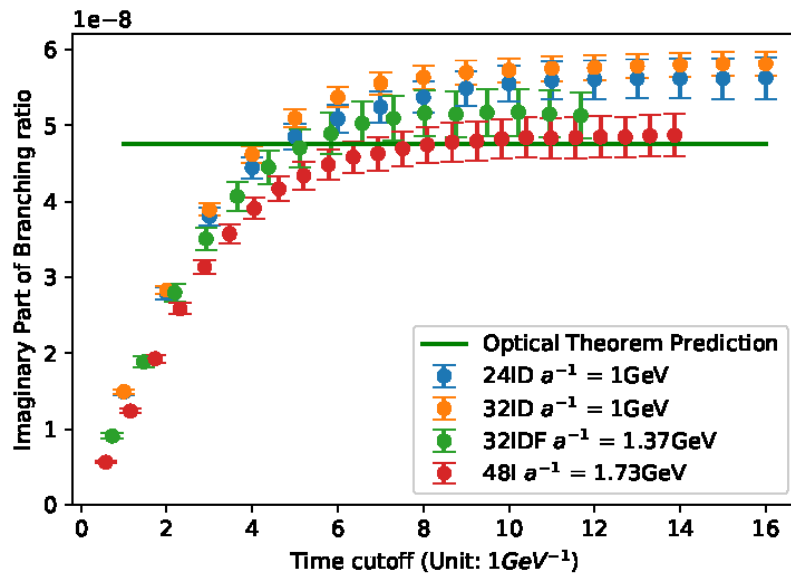 1e−8
Imaginary Part of Branching ratio
6
5
4
3
2
1
0
Optical Theorem Prediction
24ID a⁻¹ = 1GeV
32ID a⁻¹ = 1GeV
32IDF a⁻¹ = 1.37GeV
48I a⁻¹ = 1.73GeV
0 2 4 6 8 10 12 14 16
Time cutoff (Unit: 1GeV⁻¹)